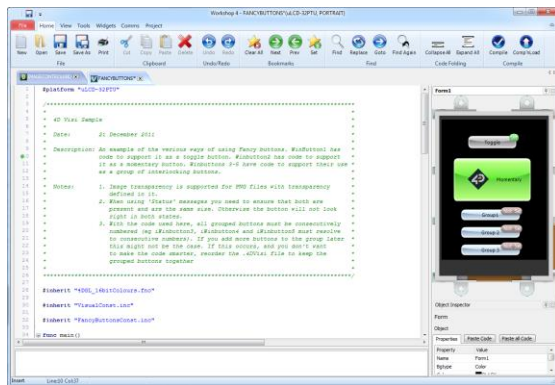 Workshop 4 - FANCYBUTTONS*(uLCD-32PTU, PORTRAIT)
File Home View Tools Widgets Comms Project
New Open Save Save As Print Cut Copy Paste Delete Undo Redo Clear All Next Prev Set Find Replace Goto Find Again Collapse All Expand All Compile CompLoad
File Clipboard Undo/Redo Bookmarks Find Code Folding Compile
FANCYBUTTONS*
#platform "uLCD-32PTU"
4D Visi Sample
Date: 2: December 2011
Description: An example of the various ways of using Fancy buttons. WinButton1 has
code to support it as a toggle button. Winbutton2 has code to support
it as a momentary button. Winbuttons 3-5 have code to support their use
as a group of interlocking buttons.
Notes: 1. Image transparency is supported for PNG files with transparency
defined in it.
2. When using 'Status' messages you need to ensure that both are
present and are the same size. Otherwise the button will not look
right in both states.
3. With the code used here, all grouped buttons must be consecutively
numbered (eg iWinbutton3, iWinbutton4 and iWinbutton5 must resolve
to consecutive numbers). If you add more buttons to the group later
this might not be the case. If this occurs, and you don't want
to make the code smarter, reorder the .4DVisi file to keep the
grouped buttons together
#inherit "4DGL_16bitColours.fnc"
#inherit "VisualConst.inc"
#inherit "FancyButtonsConst.inc"
func main()
Form1
Toggle
Momentary
Group1
Group 2
Group 3
Object Inspector
Form
Object
Properties Paste Code Paste All Code
Property Value
Name Form1
Bgtype Color
Insert Line:10 Col:37